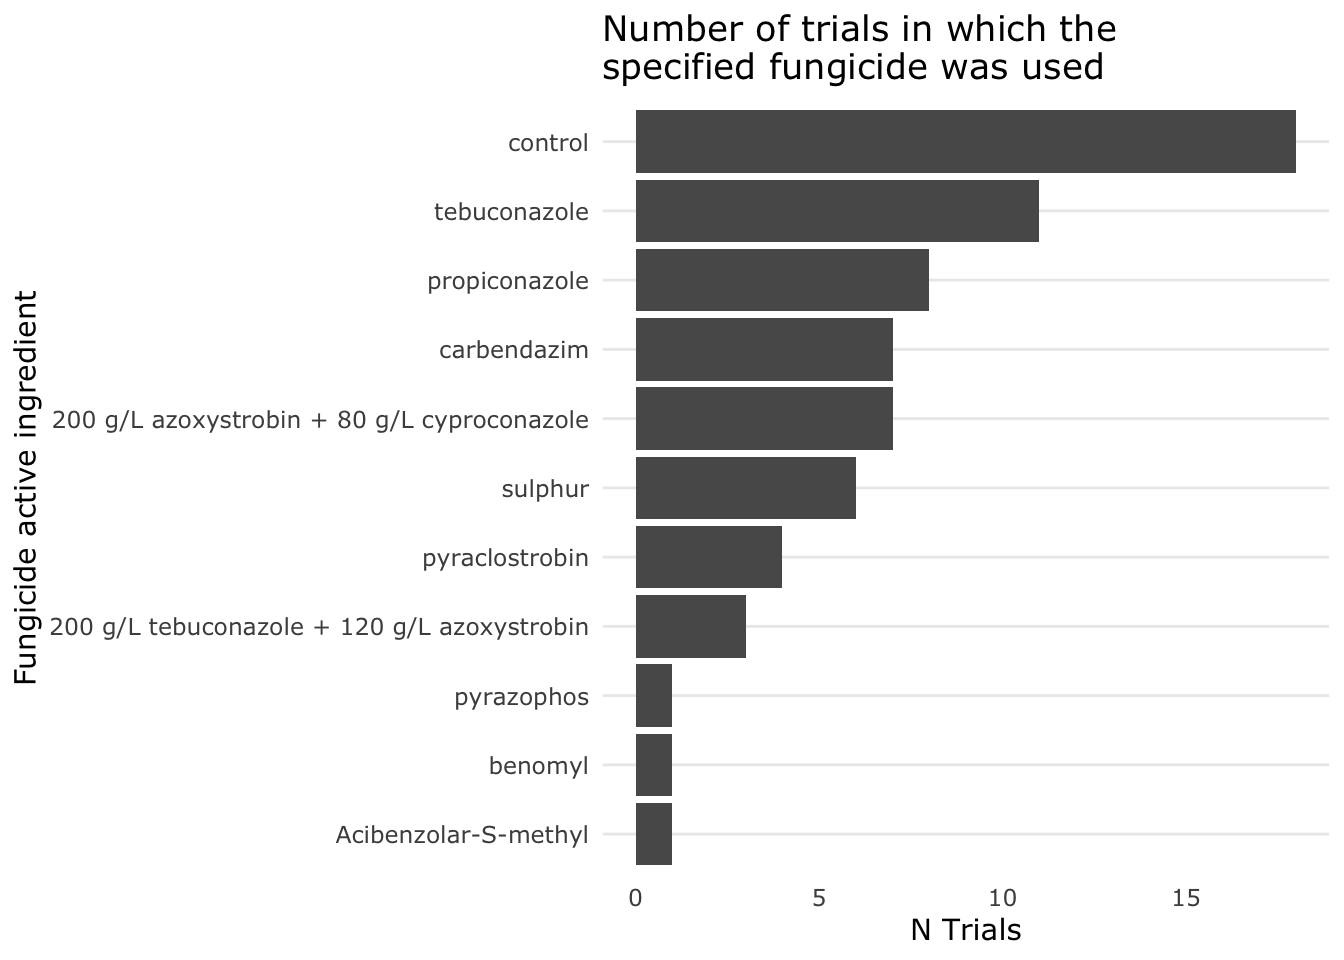 Number of trials in which the
specified fungicide was used
Fungicide active ingredient
control
tebuconazole
propiconazole
carbendazim
200 g/L azoxystrobin + 80 g/L cyproconazole
sulphur
pyraclostrobin
200 g/L tebuconazole + 120 g/L azoxystrobin
pyrazophos
benomyl
Acibenzolar-S-methyl
0 5 10 15
N Trials